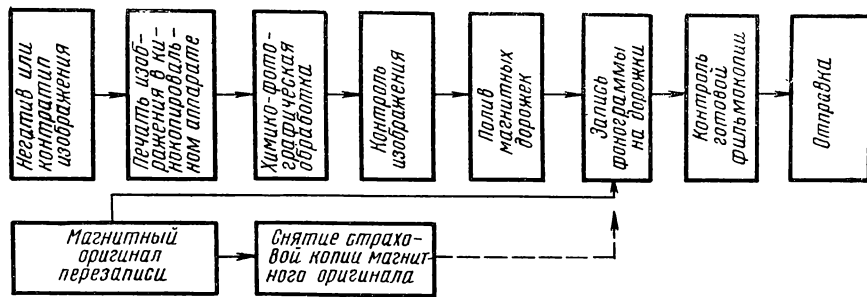 Негатив или
контратип
изображения
Печать изоб-
ражения в ки-
нокопироваль-
ном аппарате
Химико-фото-
графическая
обработка
Контроль
изображения
Полив
магнитных
дорожек
Запись
фонограммы
на дорожки
Контроль
готовой
фильмокопии
Отправка
Магнитный
оригинал
перезаписи
Снятие страхо-
вой копии магнит-
ного оригинала